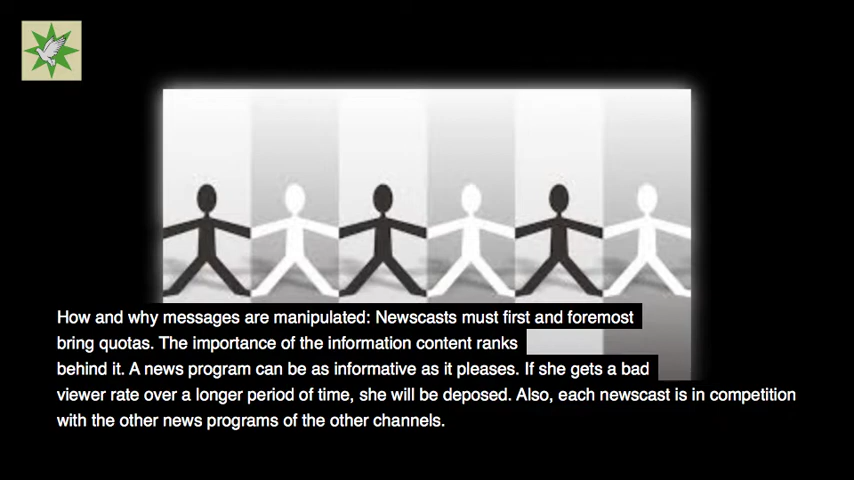 How and why messages are manipulated: Newscasts must first and foremost
bring quotas. The importance of the information content ranks
behind it. A news program can be as informative as it pleases. If she gets a bad
viewer rate over a longer period of time, she will be deposed. Also, each newscast is in competition
with the other news programs of the other channels.